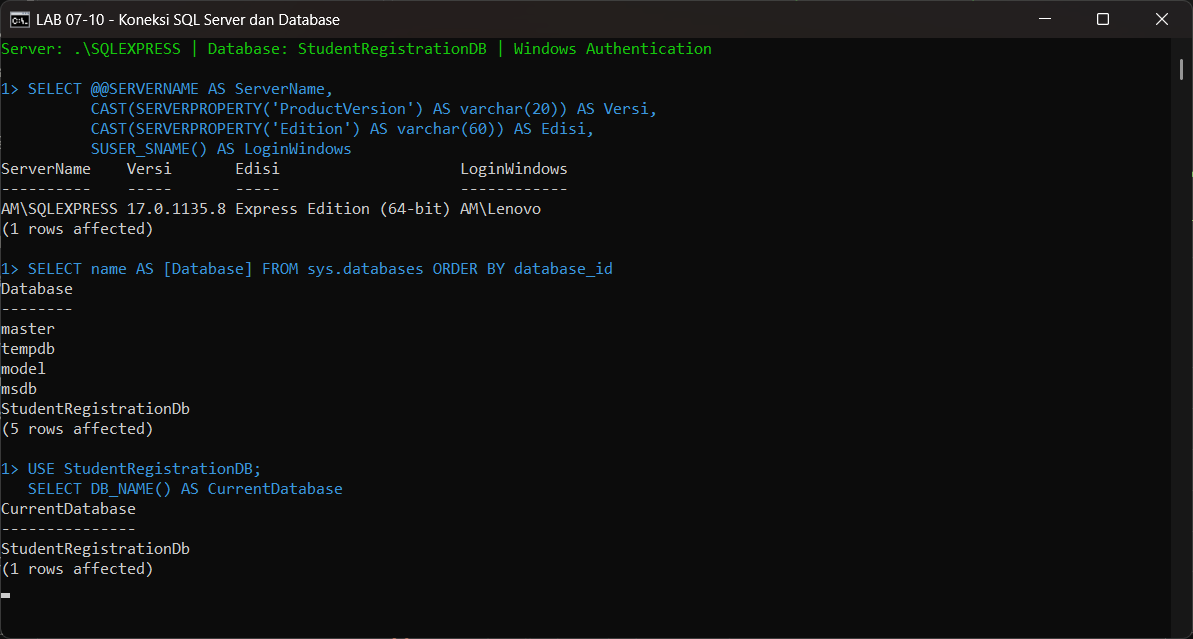 LAB 07-10 - Koneksi SQL Server dan Database
Server: .\SQLEXPRESS | Database: StudentRegistrationDB | Windows Authentication
1> SELECT @@SERVERNAME AS ServerName,
CAST(SERVERPROPERTY('ProductVersion') AS varchar(20)) AS Versi,
CAST(SERVERPROPERTY('Edition') AS varchar(60)) AS Edisi,
SUSER_SNAME() AS LoginWindows
ServerName    Versi       Edisi                    LoginWindows
----------    -----       -----                    ------------
AM\SQLEXPRESS 17.0.1135.8 Express Edition (64-bit) AM\Lenovo
(1 rows affected)
1> SELECT name AS [Database] FROM sys.databases ORDER BY database_id
Database
--------
master
tempdb
model
msdb
StudentRegistrationDb
(5 rows affected)
1> USE StudentRegistrationDB;
SELECT DB_NAME() AS CurrentDatabase
CurrentDatabase
---------------
StudentRegistrationDb
(1 rows affected)